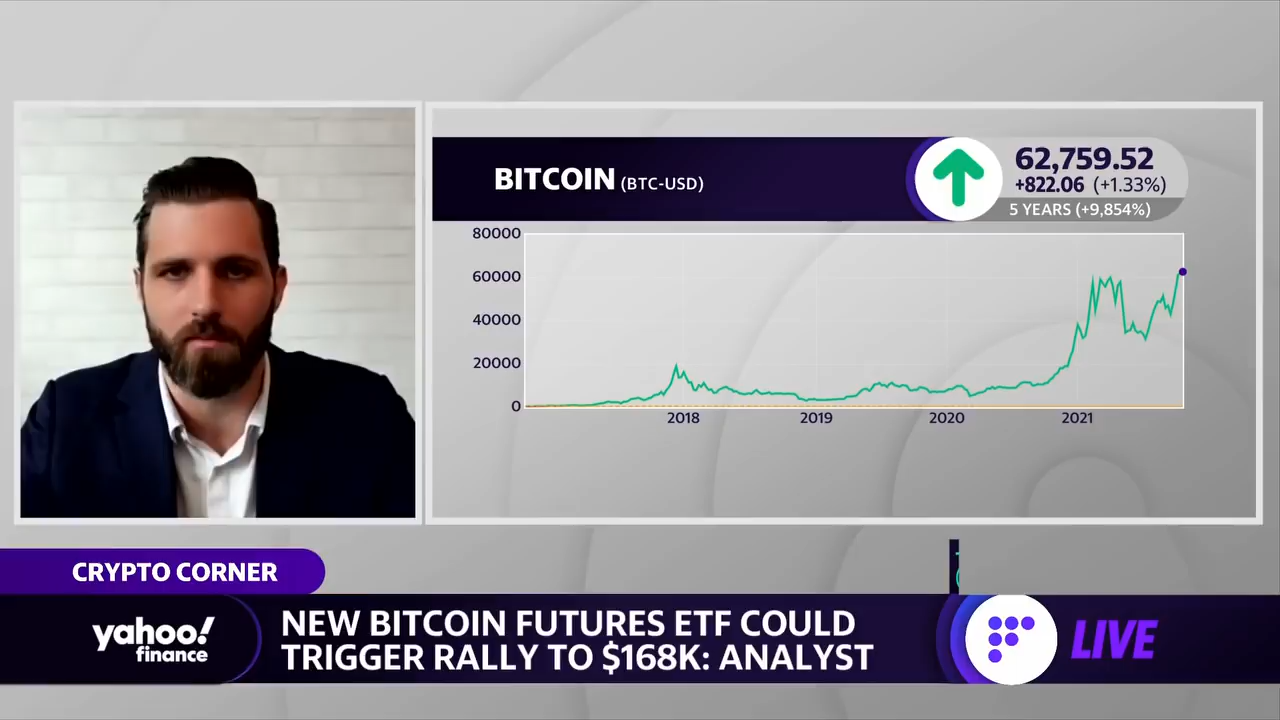 BITCOIN (BTC-USD)
62,759.52
+822.06 (+1.33%)
5 YEARS (+9,854%)
80000
60000
40000
20000
0
2018 2019 2020 2021
CRYPTO CORNER
yahoo!
finance
NEW BITCOIN FUTURES ETF COULD
TRIGGER RALLY TO $168K: ANALYST
LIVE